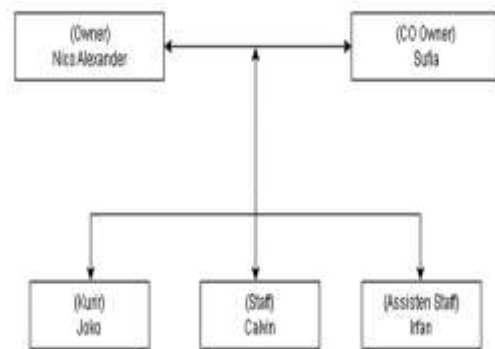 (Owner)
Nico Alexander
(CO Owner)
Sufia
(Kurir)
Joko
(Staff)
Calvin
(Assisten Staff)
Irfan